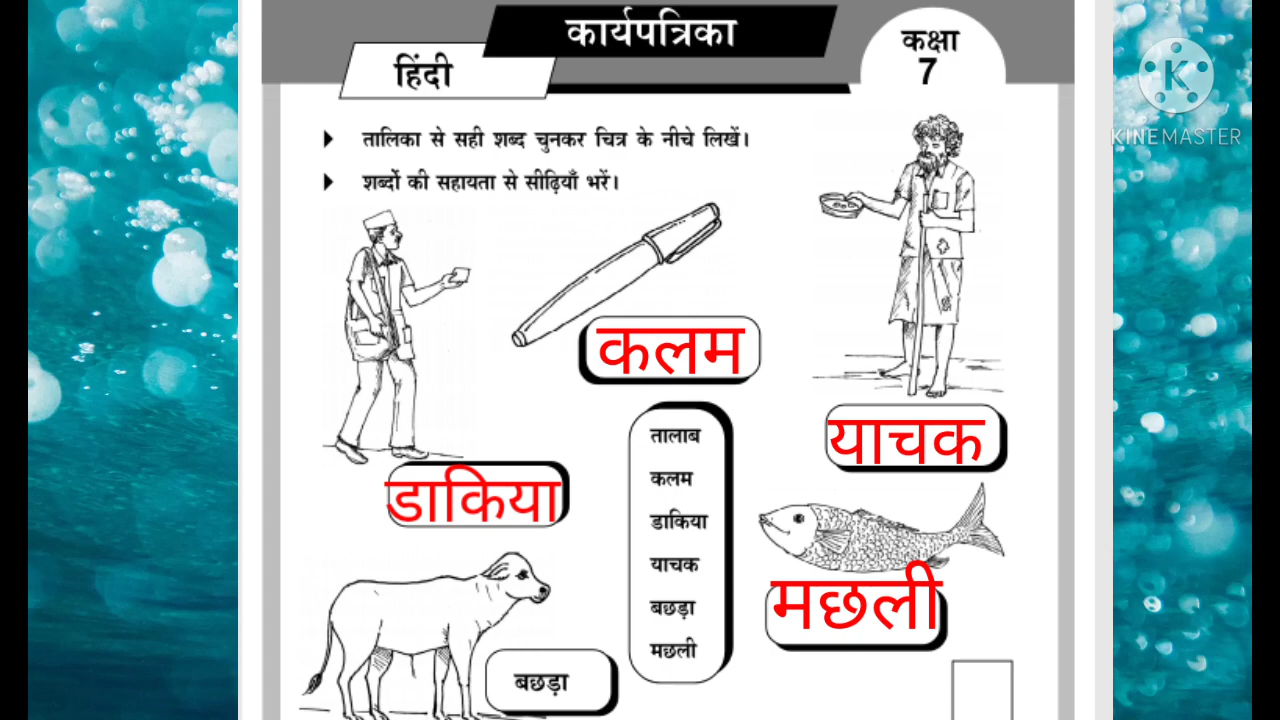 कार्यपत्रिका
हिंदी
कक्षा
7
K
KINEMASTER
तालिका से सही शब्द चुनकर चित्र के नीचे लिखें।
शब्दों की सहायता से सीढ़ियाँ भरें।
कलम
याचक
डाकिया
तालाब
कलम
डाकिया
याचक
बछड़ा
मछली
मछली
बछड़ा